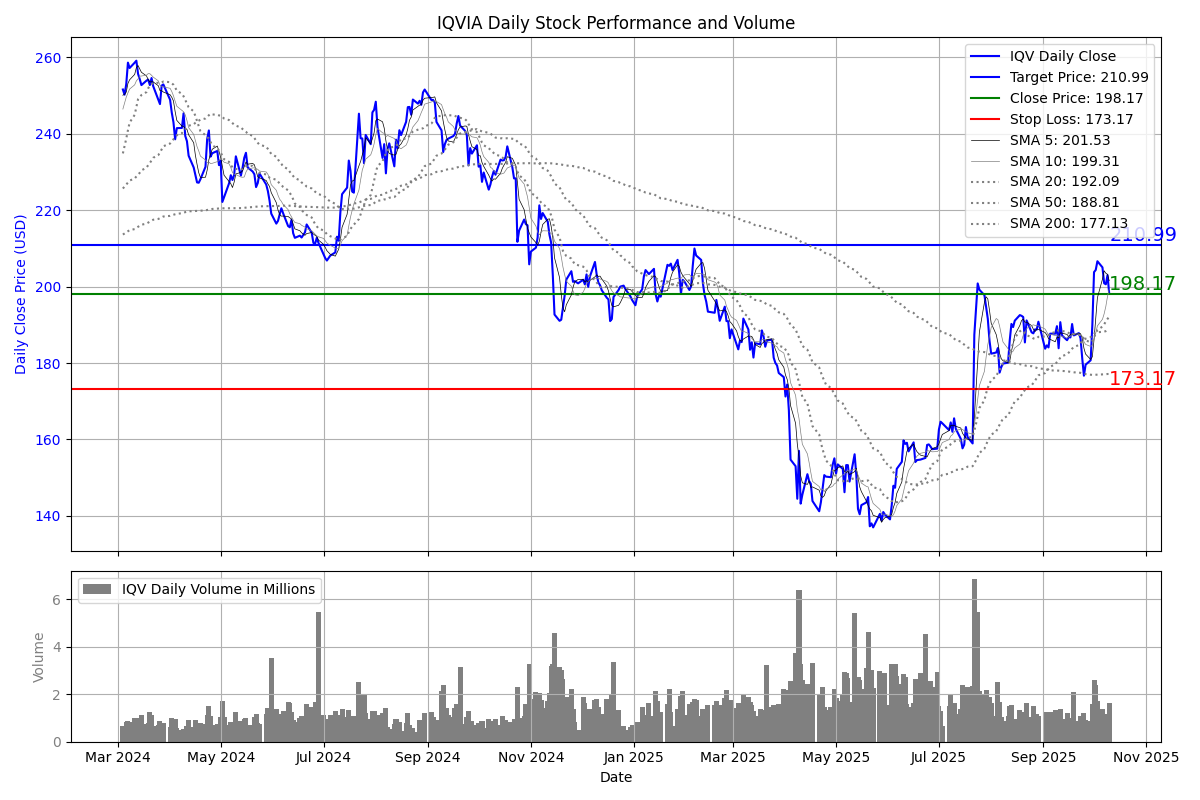 IQVIA Daily Stock Performance and Volume
Daily Close Price (USD)
260
240
220
200
180
160
140
IQV Daily Close
Target Price: 210.99
Close Price: 198.17
Stop Loss: 173.17
SMA 5: 201.53
SMA 10: 199.31
SMA 20: 192.09
SMA 50: 188.81
SMA 200: 177.13
210.99
198.17
173.17
Volume
6
4
2
0
IQV Daily Volume in Millions
Mar 2024 May 2024 Jul 2024 Sep 2024 Nov 2024 Jan 2025 Mar 2025 May 2025 Jul 2025 Sep 2025 Nov 2025
Date